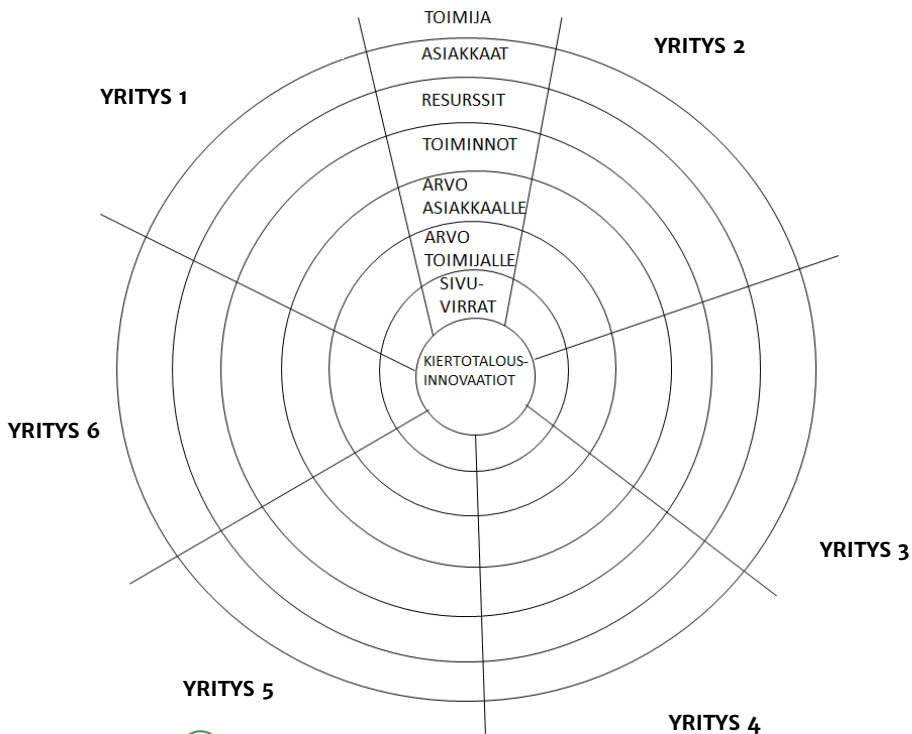 TOIMIJA
YRITYS 2
ASIAKKAAT
YRITYS 1
RESURSSIT
TOIMINNOT
ARVO
ASIAKKAALLE
ARVO
TOIMIJALLE
SIVU-
VIRRAT
KIERTOTALOUS-
INNOVAATIOT
YRITYS 6
YRITYS 3
YRITYS 5
YRITYS 4